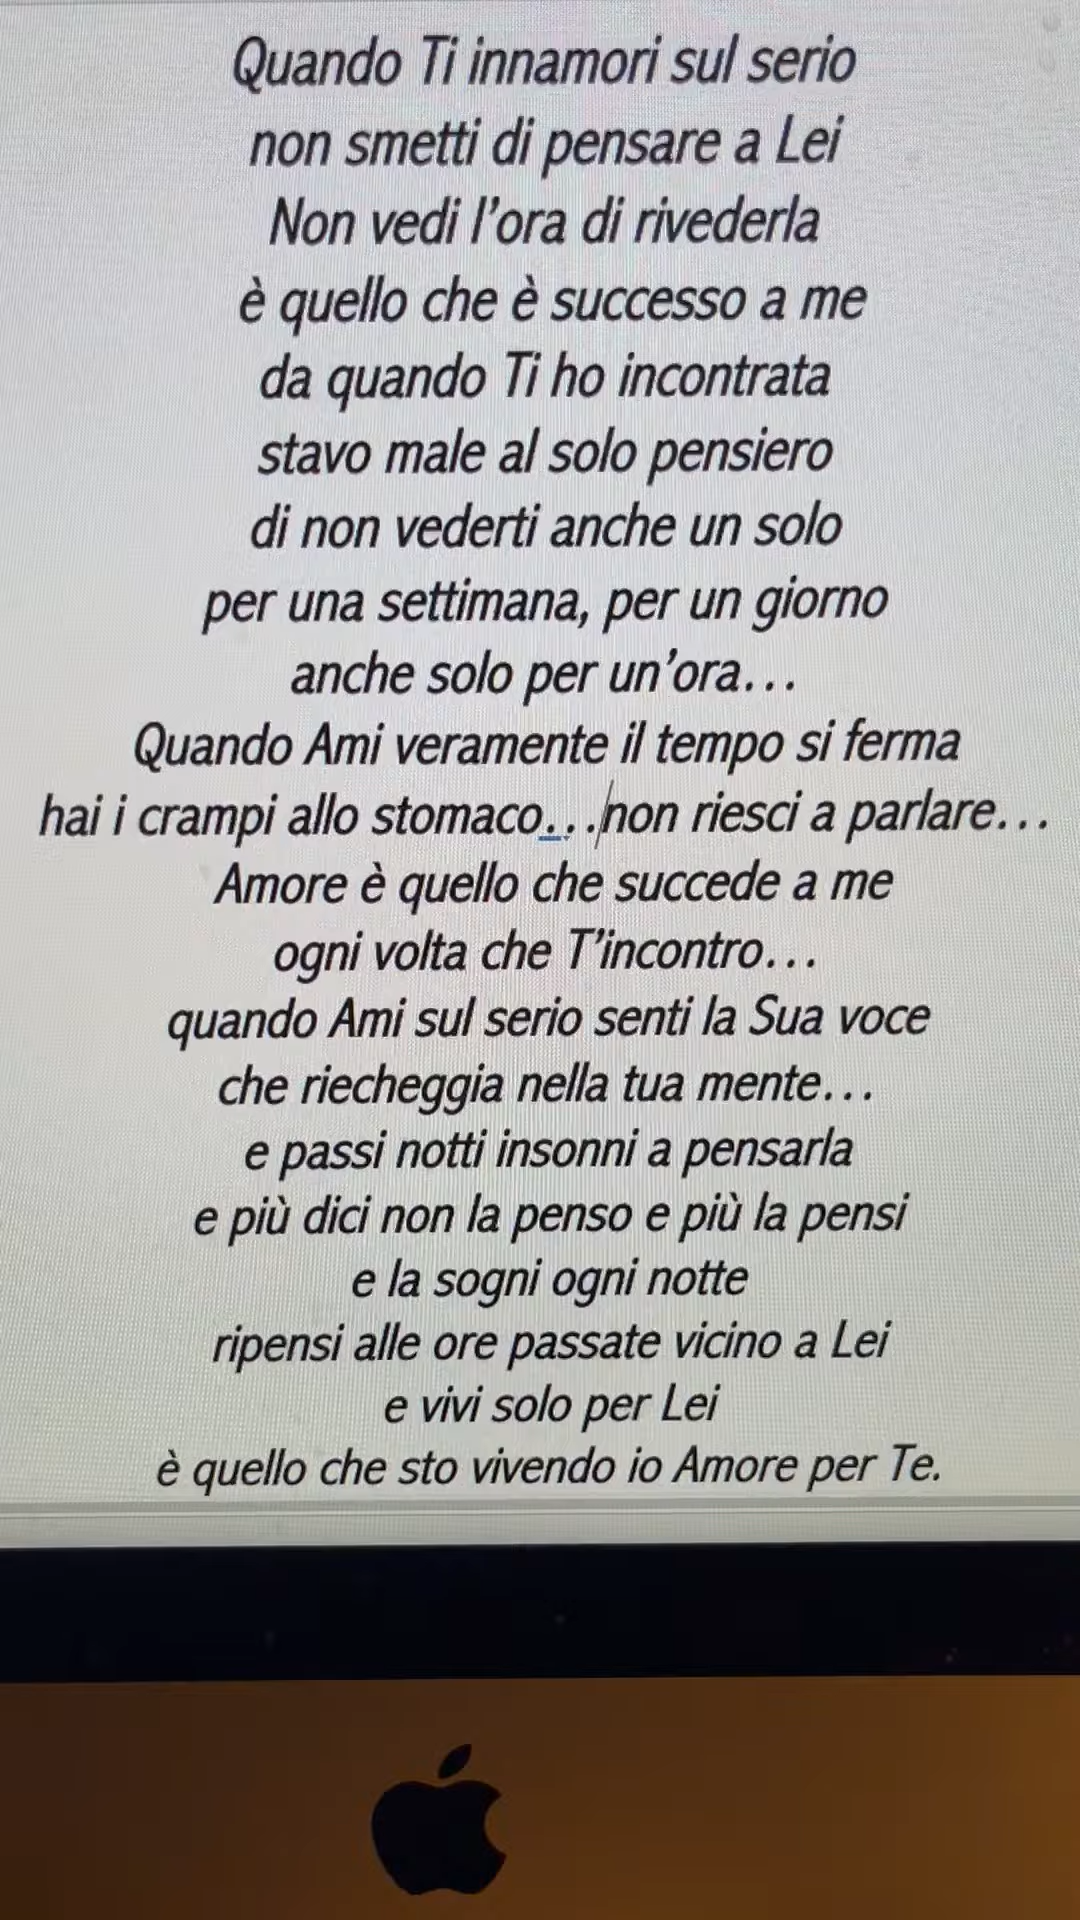 Quando Ti innamori sul serio
non smetti di pensare a Lei
Non vedi l'ora di rivederla
è quello che è successo a me
da quando Ti ho incontrata
stavo male al solo pensiero
di non vederti anche un solo
per una settimana, per un giorno
anche solo per un'ora...
Quando Ami veramente il tempo si ferma
hai i crampi allo stomaco...non riesci a parlare...
Amore è quello che succede a me
ogni volta che T'incontro...
quando Ami sul serio senti la Sua voce
che riecheggia nella tua mente...
e passi notti insonni a pensarla
e più dici non la penso e più la pensi
e la sogni ogni notte
ripensi alle ore passate vicino a Lei
e vivi solo per Lei
è quello che sto vivendo io Amore per Te.